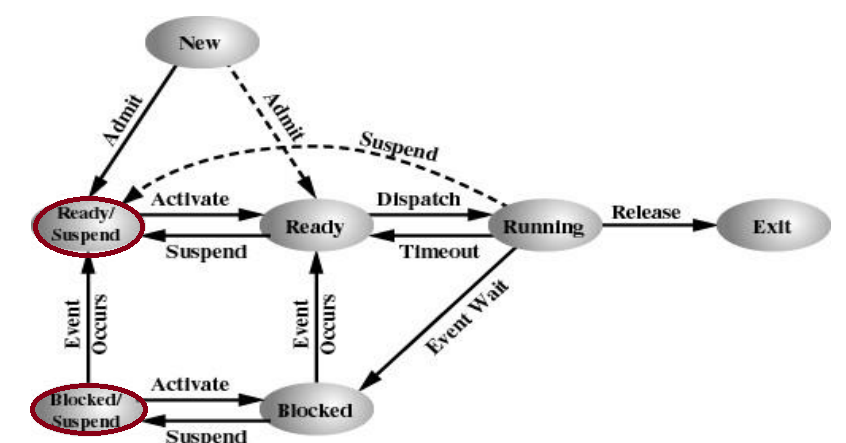 New
Admit
Admit
Suspend
Ready/
Suspend
Activate
Suspend
Ready
Dispatch
Timeout
Running
Release
Exit
Event
Occurs
Event
Occurs
Event Wait
Blocked/
Suspend
Activate
Suspend
Blocked